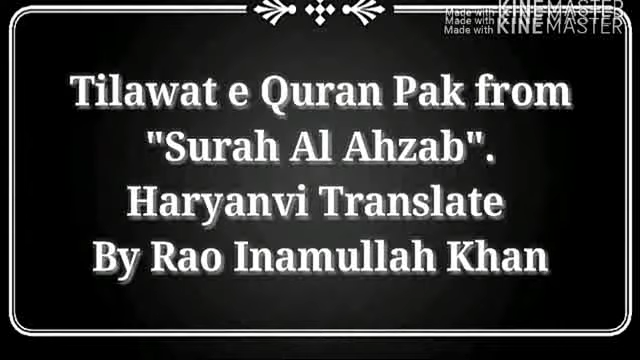 Made with KINEMASTER
Made with KINEMASTER
Made with KINEMASTER
Tilawat e Quran Pak from
"Surah Al Ahzab".
Haryanvi Translate
By Rao Inamullah Khan